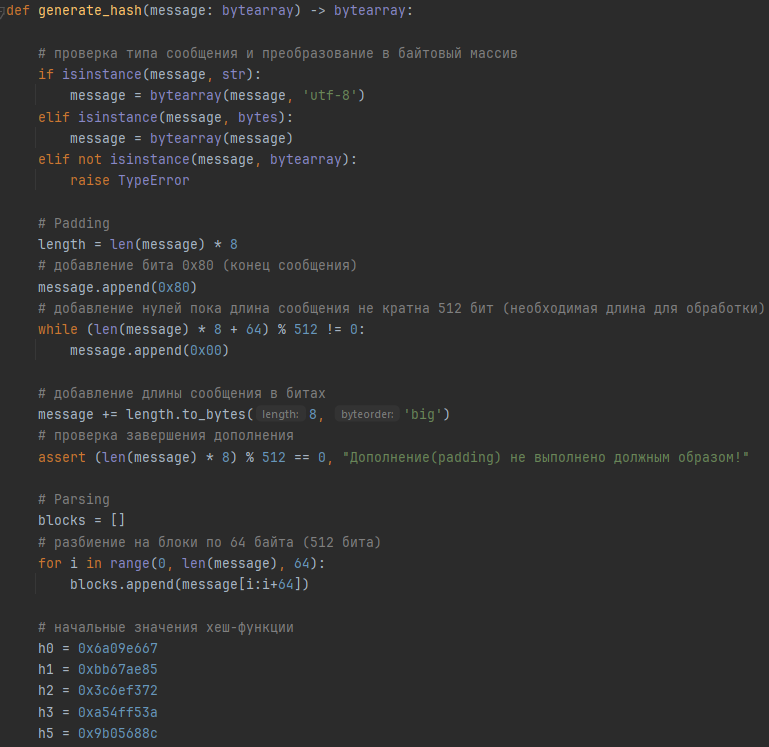 def generate_hash(message: bytearray) -> bytearray:
# проверка типа сообщения и преобразование в байтовый массив
if isinstance(message, str):
message = bytearray(message, 'utf-8')
elif isinstance(message, bytes):
message = bytearray(message)
elif not isinstance(message, bytearray):
raise TypeError
# Padding
length = len(message) * 8
# добавление бита 0x80 (конец сообщения)
message.append(0x80)
# добавление нулей пока длина сообщения не кратна 512 бит (необходимая длина для обработки)
while (len(message) * 8 + 64) % 512 != 0:
message.append(0x00)
# добавление длины сообщения в битах
message += length.to_bytes( length: 8, byteorder: 'big')
# проверка завершения дополнения
assert (len(message) * 8) % 512 == 0, "Дополнение(padding) не выполнено должным образом!"
# Parsing
blocks = []
# разбиение на блоки по 64 байта (512 бита)
for i in range(0, len(message), 64):
blocks.append(message[i:i+64])
# начальные значения хеш-функции
h0 = 0x6a09e667
h1 = 0xbb67ae85
h2 = 0x3c6ef372
h3 = 0xa54ff53a
h5 = 0x9b05688c